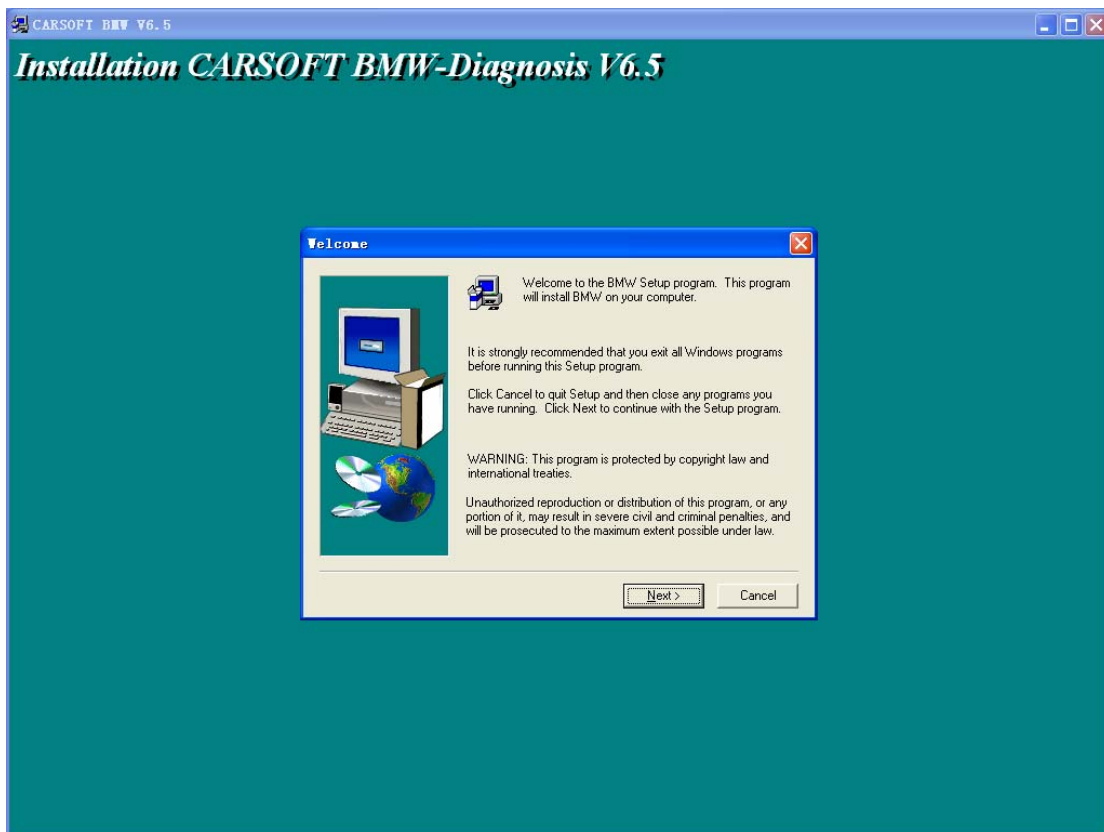 CARSOFT BMW V6.5
Installation CARSOFT BMW-Diagnosis V6.5
Welcome
Welcome to the BMW Setup program. This program
will install BMW on your computer.
It is strongly recommended that you exit all Windows programs
before running this Setup program.
Click Cancel to quit Setup and then close any programs you
have running. Click Next to continue with the Setup program.
WARNING: This program is protected by copyright law and
international treaties.
Unauthorized reproduction or distribution of this program, or any
portion of it, may result in severe civil and criminal penalties, and
will be prosecuted to the maximum extent possible under law.
Next >
Cancel